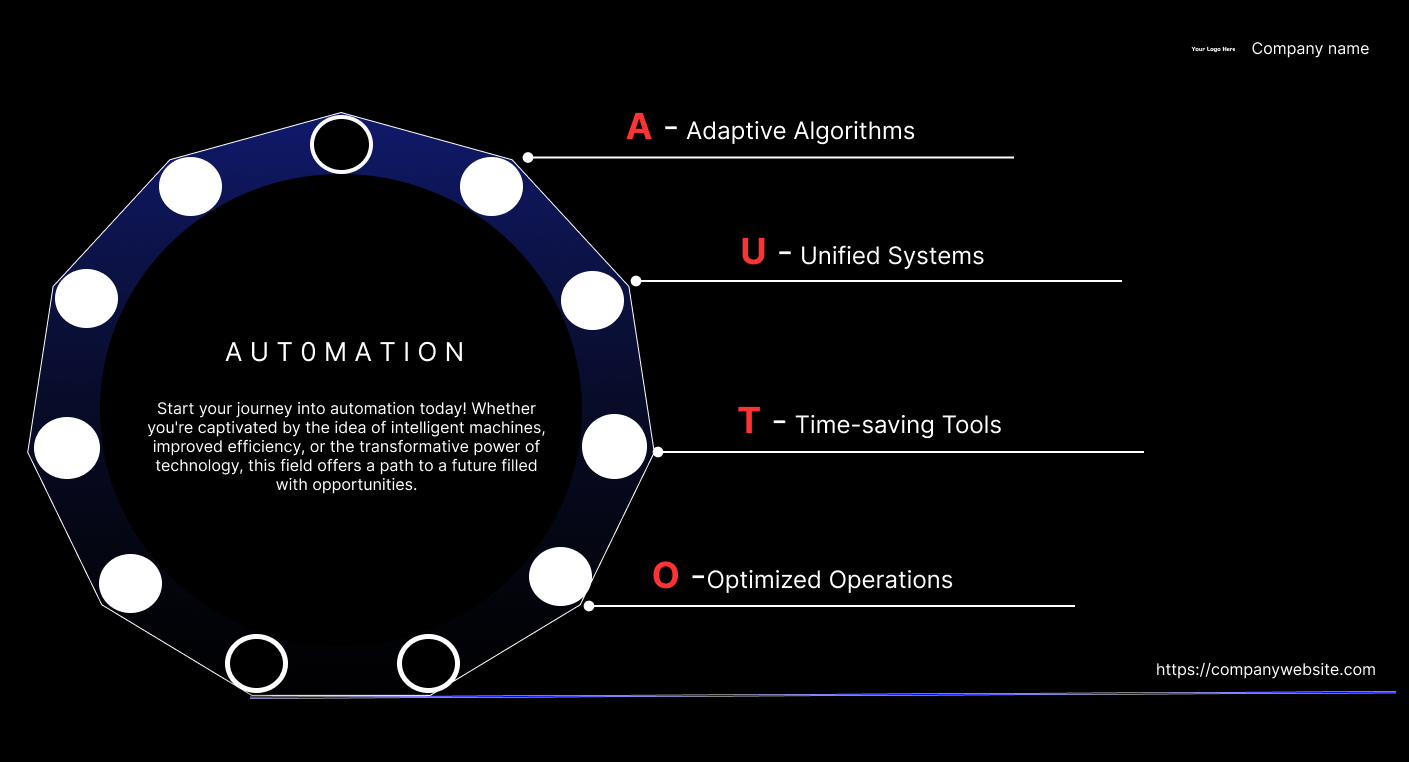 Your Logo Here Company name
A - Adaptive Algorithms
U - Unified Systems
AUT0MATION
Start your journey into automation today! Whether
you're captivated by the idea of intelligent machines,
improved efficiency, or the transformative power of
technology, this field offers a path to a future filled
with opportunities.
T - Time-saving Tools
O -Optimized Operations
https://companywebsite.com